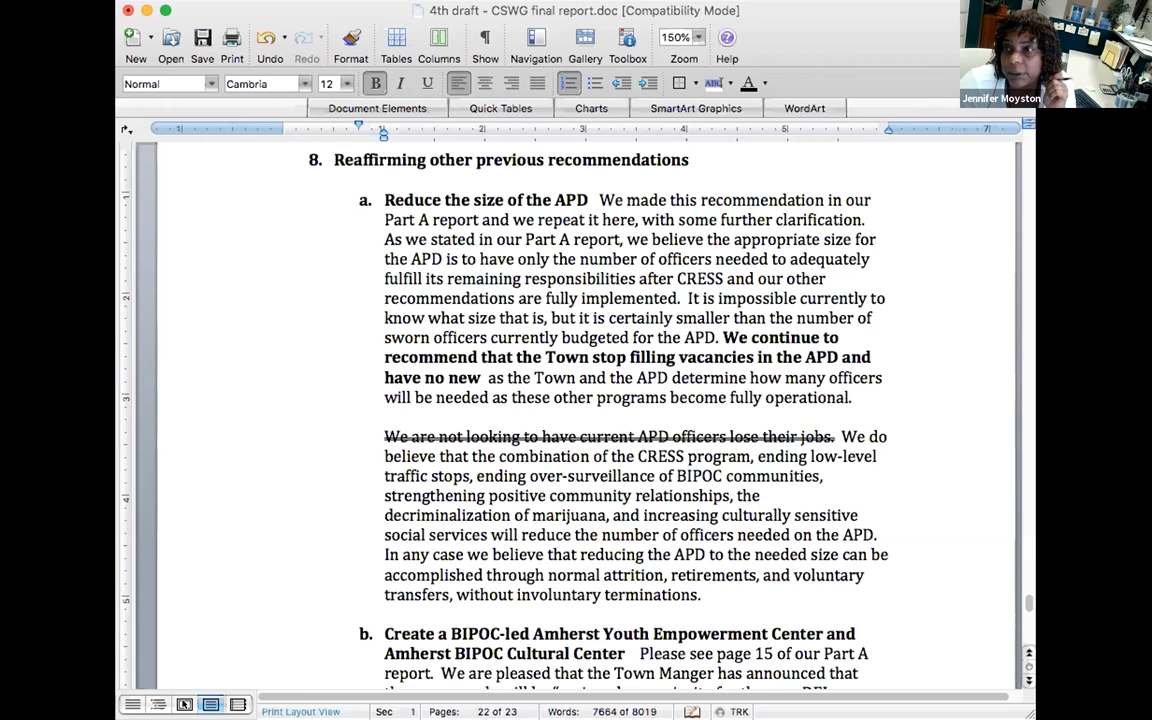 4th draft - CSWG final report.doc [Compatibility Mode]
New Open Save Print Undo Redo Format Tables Columns Show Navigation Gallery Toolbox Zoom Help
150%
Normal Cambria 12 B I U ABC A
Document Elements Quick Tables Charts SmartArt Graphics WordArt
Jennifer Moyston
1 1 2 3 4 5 7
8. Reaffirming other previous recommendations
a. Reduce the size of the APD We made this recommendation in our
Part A report and we repeat it here, with some further clarification.
As we stated in our Part A report, we believe the appropriate size for
the APD is to have only the number of officers needed to adequately
fulfill its remaining responsibilities after CRESS and our other
recommendations are fully implemented. It is impossible currently to
know what size that is, but it is certainly smaller than the number of
sworn officers currently budgeted for the APD. We continue to
recommend that the Town stop filling vacancies in the APD and
have no new as the Town and the APD determine how many officers
will be needed as these other programs become fully operational.
We are not looking to have current APD officers lose their jobs. We do
believe that the combination of the CRESS program, ending low-level
traffic stops, ending over-surveillance of BIPOC communities,
strengthening positive community relationships, the
decriminalization of marijuana, and increasing culturally sensitive
social services will reduce the number of officers needed on the APD.
In any case we believe that reducing the APD to the needed size can be
accomplished through normal attrition, retirements, and voluntary
transfers, without involuntary terminations.
b. Create a BIPOC-led Amherst Youth Empowerment Center and
Amherst BIPOC Cultural Center Please see page 15 of our Part A
report. We are pleased that the Town Manger has announced that
Print Layout View Sec 1 Pages: 22 of 23 Words: 7664 of 8019 TRK